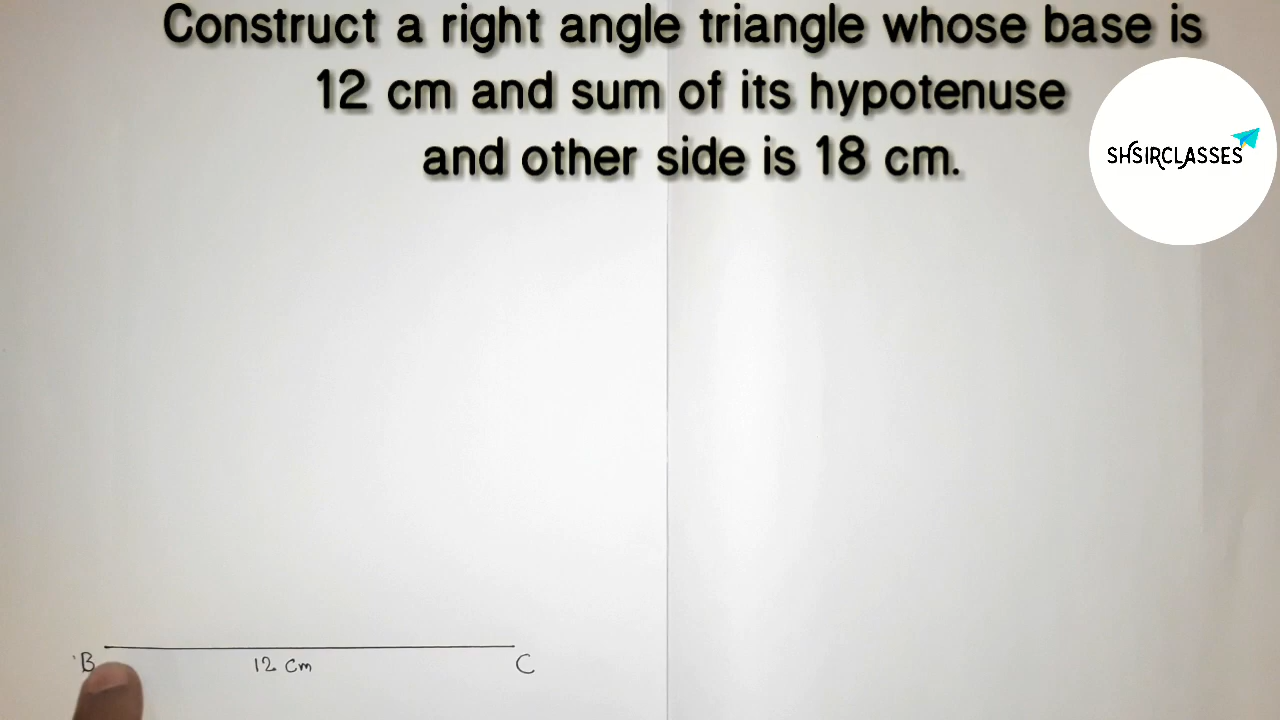 Construct a right angle triangle whose base is
12 cm and sum of its hypotenuse
and other side is 18 cm.
SHSIRCLASSES
B 12 cm C